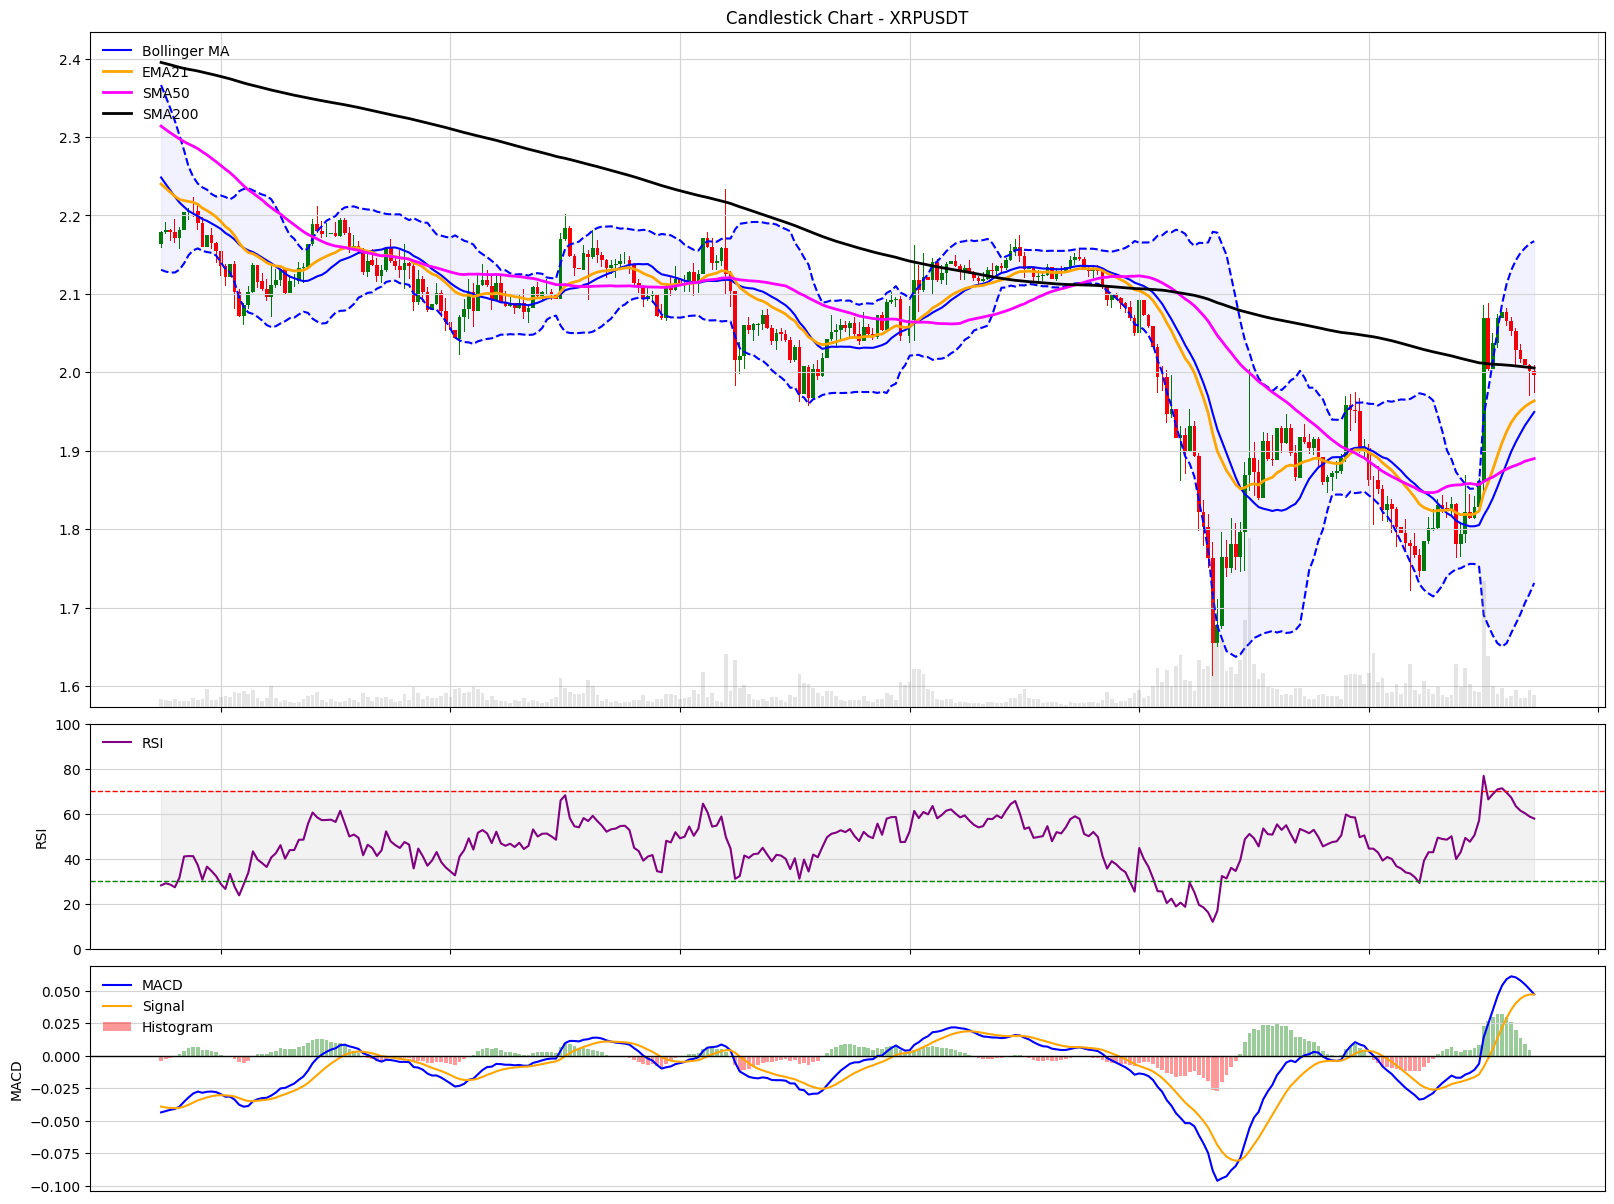 Candlestick Chart - XRPUSDT
Bollinger MA
EMA21
SMA50
SMA200
2.4
2.3
2.2
2.1
2.0
1.9
1.8
1.7
1.6
RSI
RSI
100
80
60
40
20
0
MACD
Signal
Histogram
MACD
0.050
0.025
0.000
−0.025
−0.050
−0.075
−0.100